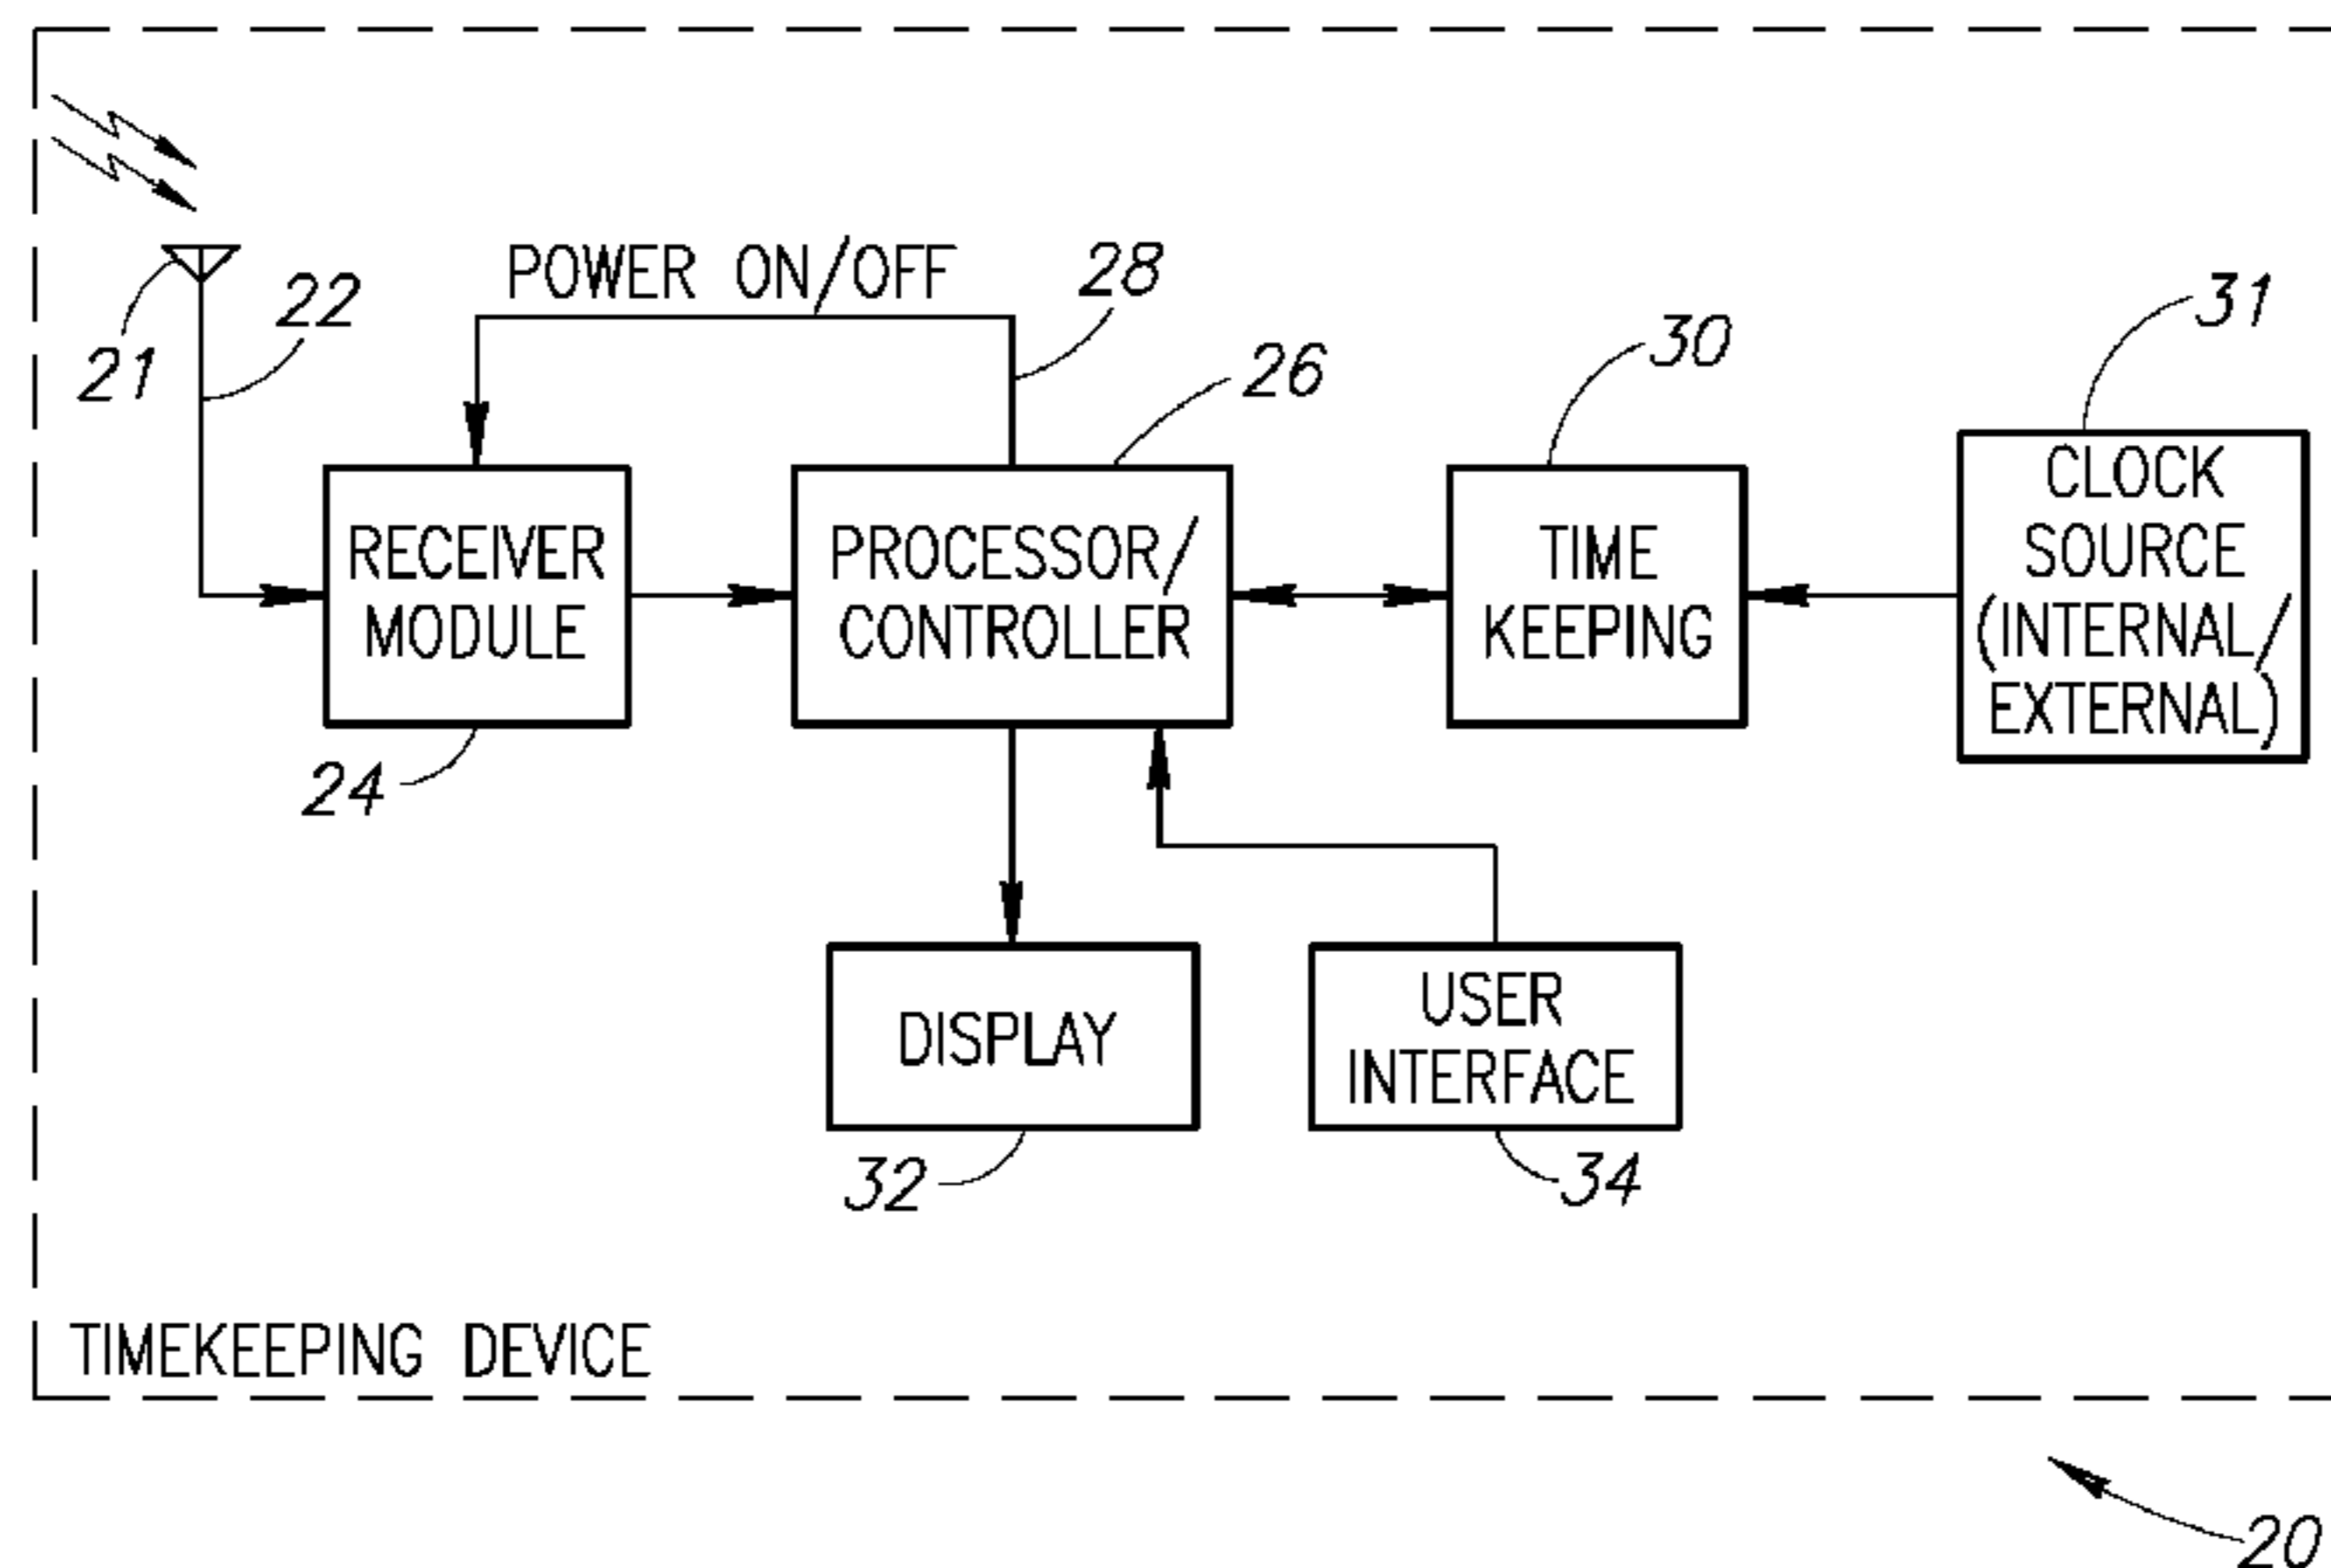 POWER ON/OFF
28
22
21
31
30
26
RECEIVER
MODULE
24
PROCESSOR/
CONTROLLER
TIME
KEEPING
CLOCK
SOURCE
(INTERNAL/
EXTERNAL)
DISPLAY
32
USER
INTERFACE
34
TIMEKEEPING DEVICE
20